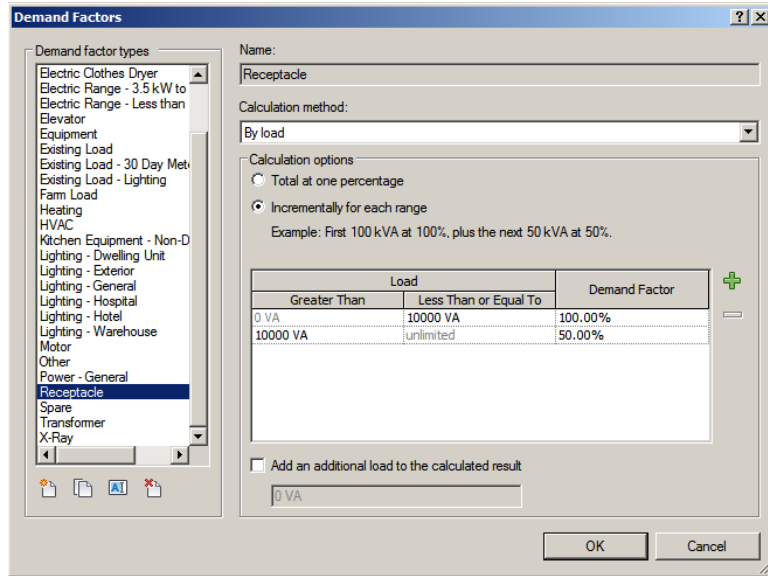 Demand Factors
Demand factor types
Electric Clothes Dryer
Electric Range - 3.5 kW to
Electric Range - Less than
Elevator
Equipment
Existing Load
Existing Load - 30 Day Met
Existing Load - Lighting
Farm Load
Heating
HVAC
Kitchen Equipment - Non-D
Lighting - Dwelling Unit
Lighting - Exterior
Lighting - General
Lighting - Hospital
Lighting - Hotel
Lighting - Warehouse
Motor
Other
Power - General
Receptacle
Spare
Transformer
X-Ray
Name:
Receptacle
Calculation method:
By load
Calculation options
Total at one percentage
Incrementally for each range
Example: First 100 kVA at 100%, plus the next 50 kVA at 50%.
Load
Demand Factor
Greater Than Less Than or Equal To
0 VA 10000 VA 100.00%
10000 VA unlimited 50.00%
Add an additional load to the calculated result
0 VA
OK Cancel